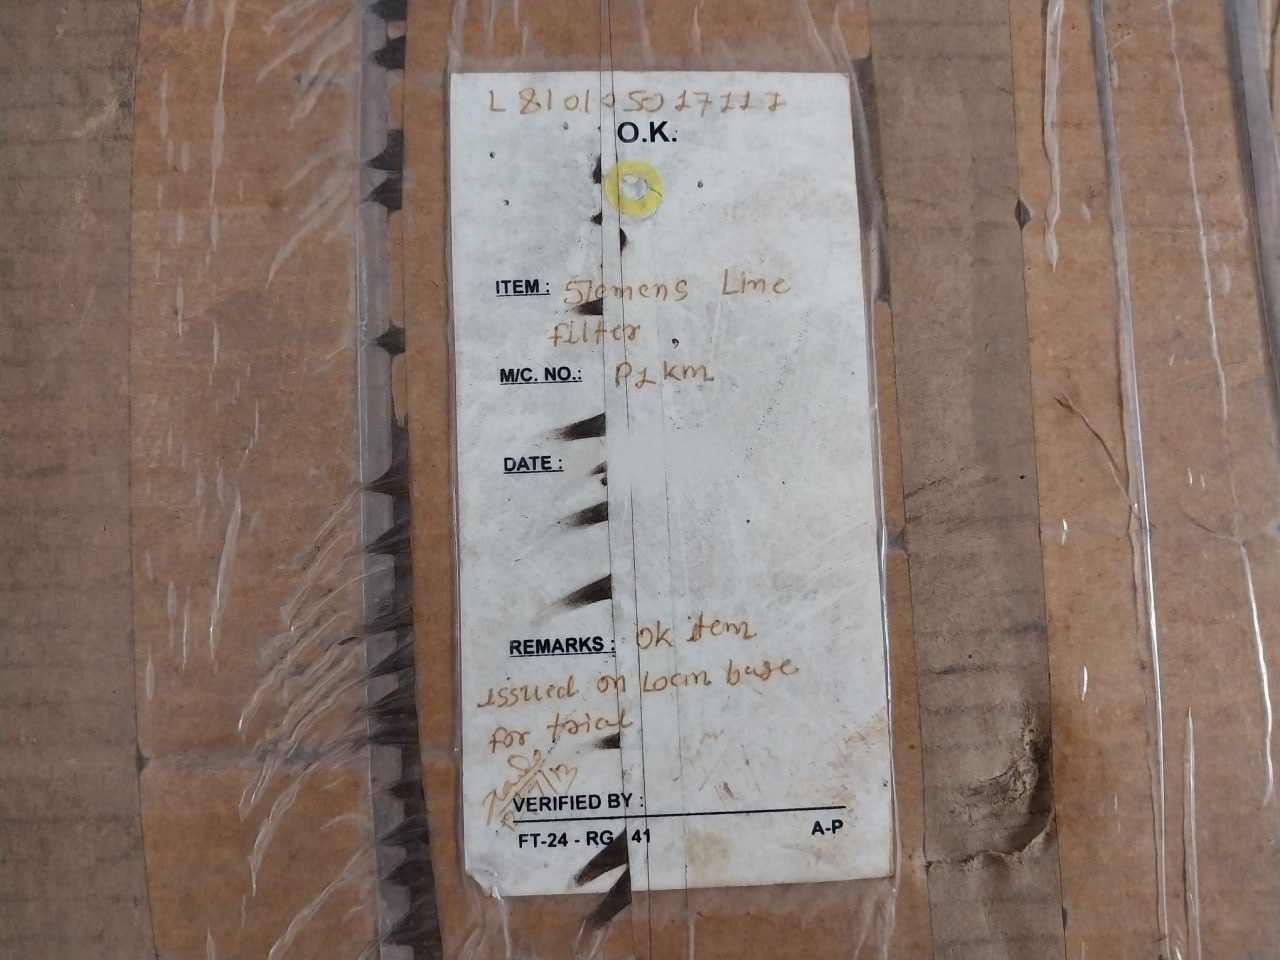 L 810105017117
O.K.
ITEM : Siemens Line
filter
M/C. NO.: P1 km
DATE :
REMARKS : Ok item
issued on Loan base
for trial
VERIFIED BY :
FT-24 - RG 41 A-P